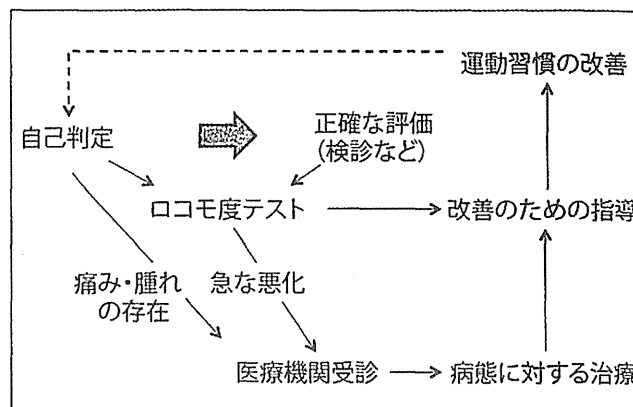 運動習慣の改善
自己判定
正確な評価
(検診など)
ロコモ度テスト
改善のための指導
痛み・腫れ
の存在
急な悪化
医療機関受診
病態に対する治療